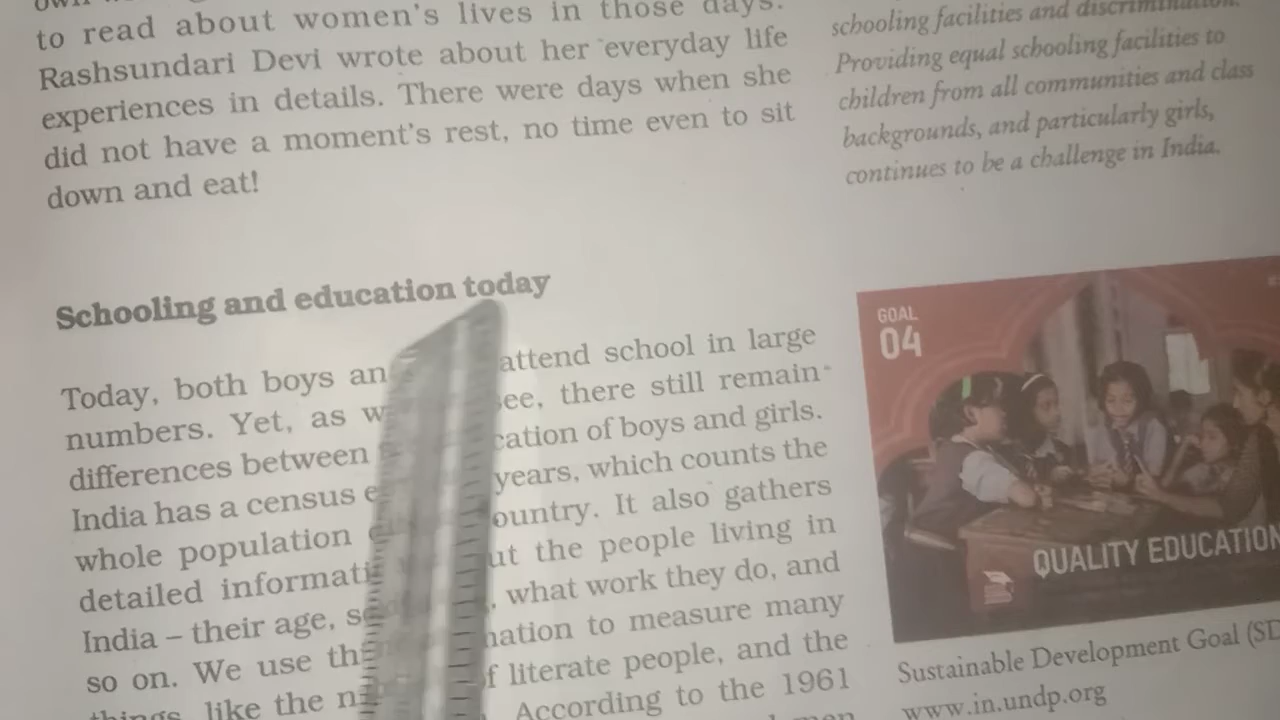 to read about women's lives in those days.
Rashsundari Devi wrote about her everyday life
experiences in details. There were days when she
did not have a moment's rest, no time even to sit
down and eat!
Schooling and education today
Today, both boys an attend school in large
numbers. Yet, as w ee, there still remain
differences between cation of boys and girls.
India has a census e years, which counts the
whole population ountry. It also gathers
detailed informati ut the people living in
India – their age, s , what work they do, and
so on. We use th mation to measure many
things, like the n f literate people, and the
According to the 1961
schooling facilities and discrimination.
Providing equal schooling facilities to
children from all communities and class
backgrounds, and particularly girls,
continues to be a challenge in India.
GOAL
04
QUALITY EDUCATION
Sustainable Development Goal (SD
www.in.undp.org